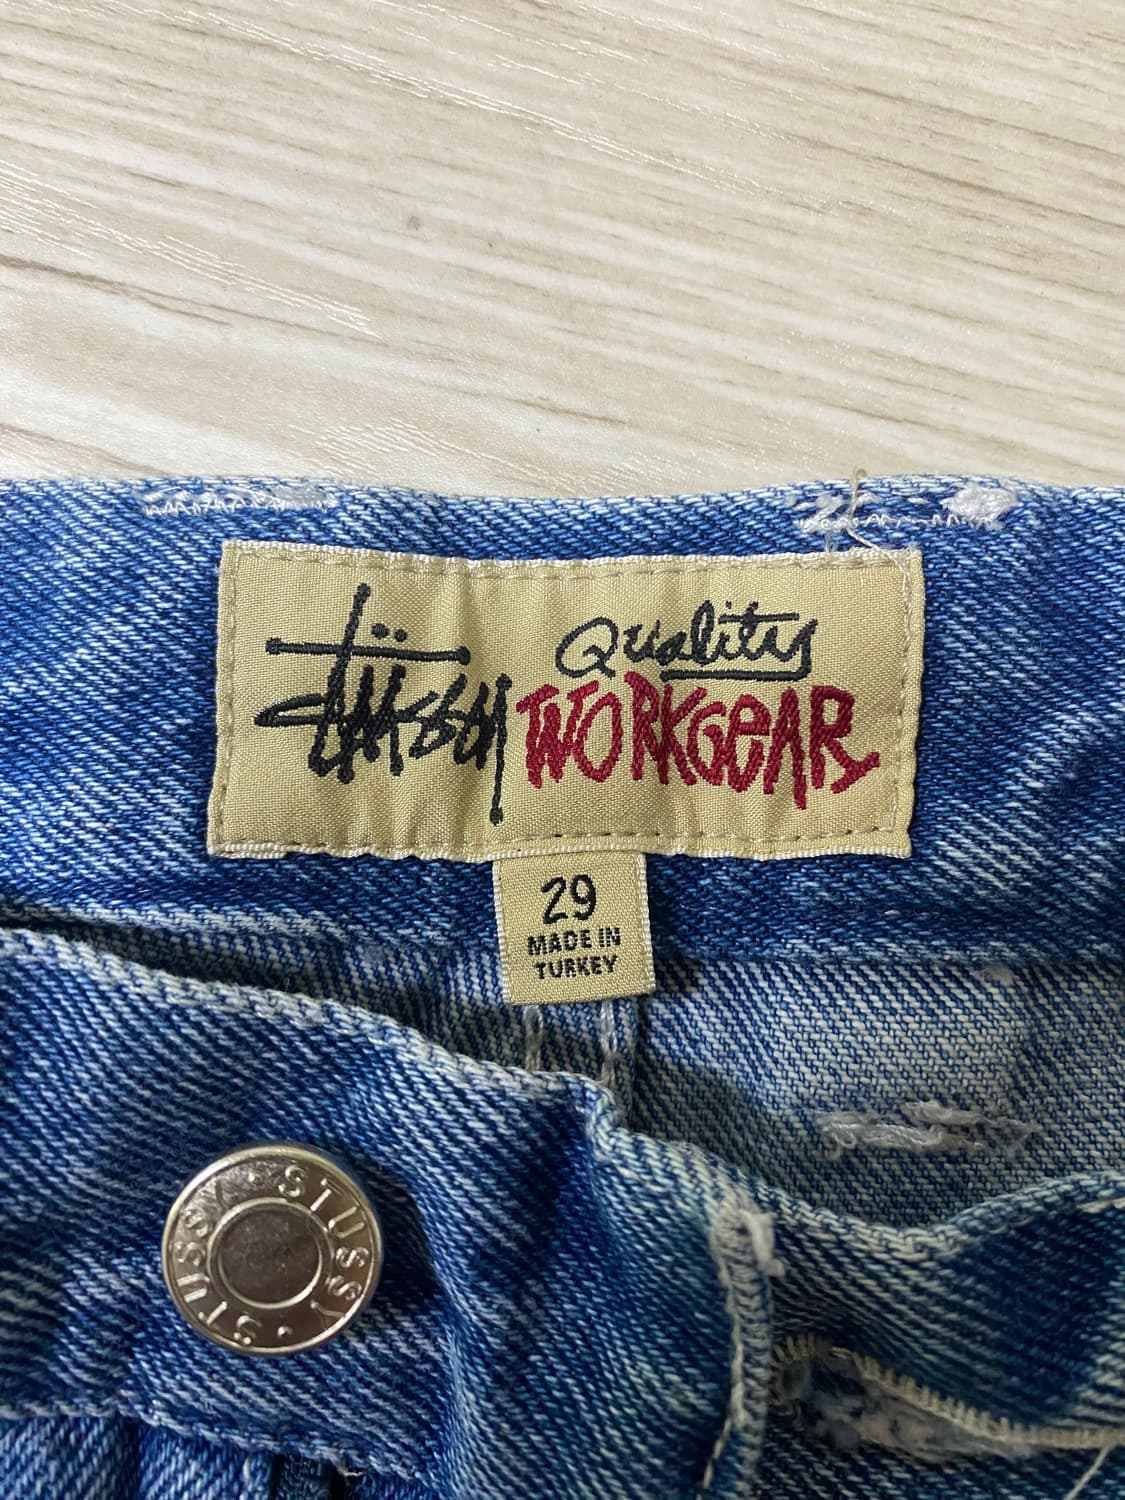 Stüssy Quality
WORKGEAR
29
MADE IN
TURKEY
STUSSY · STUSSY ·